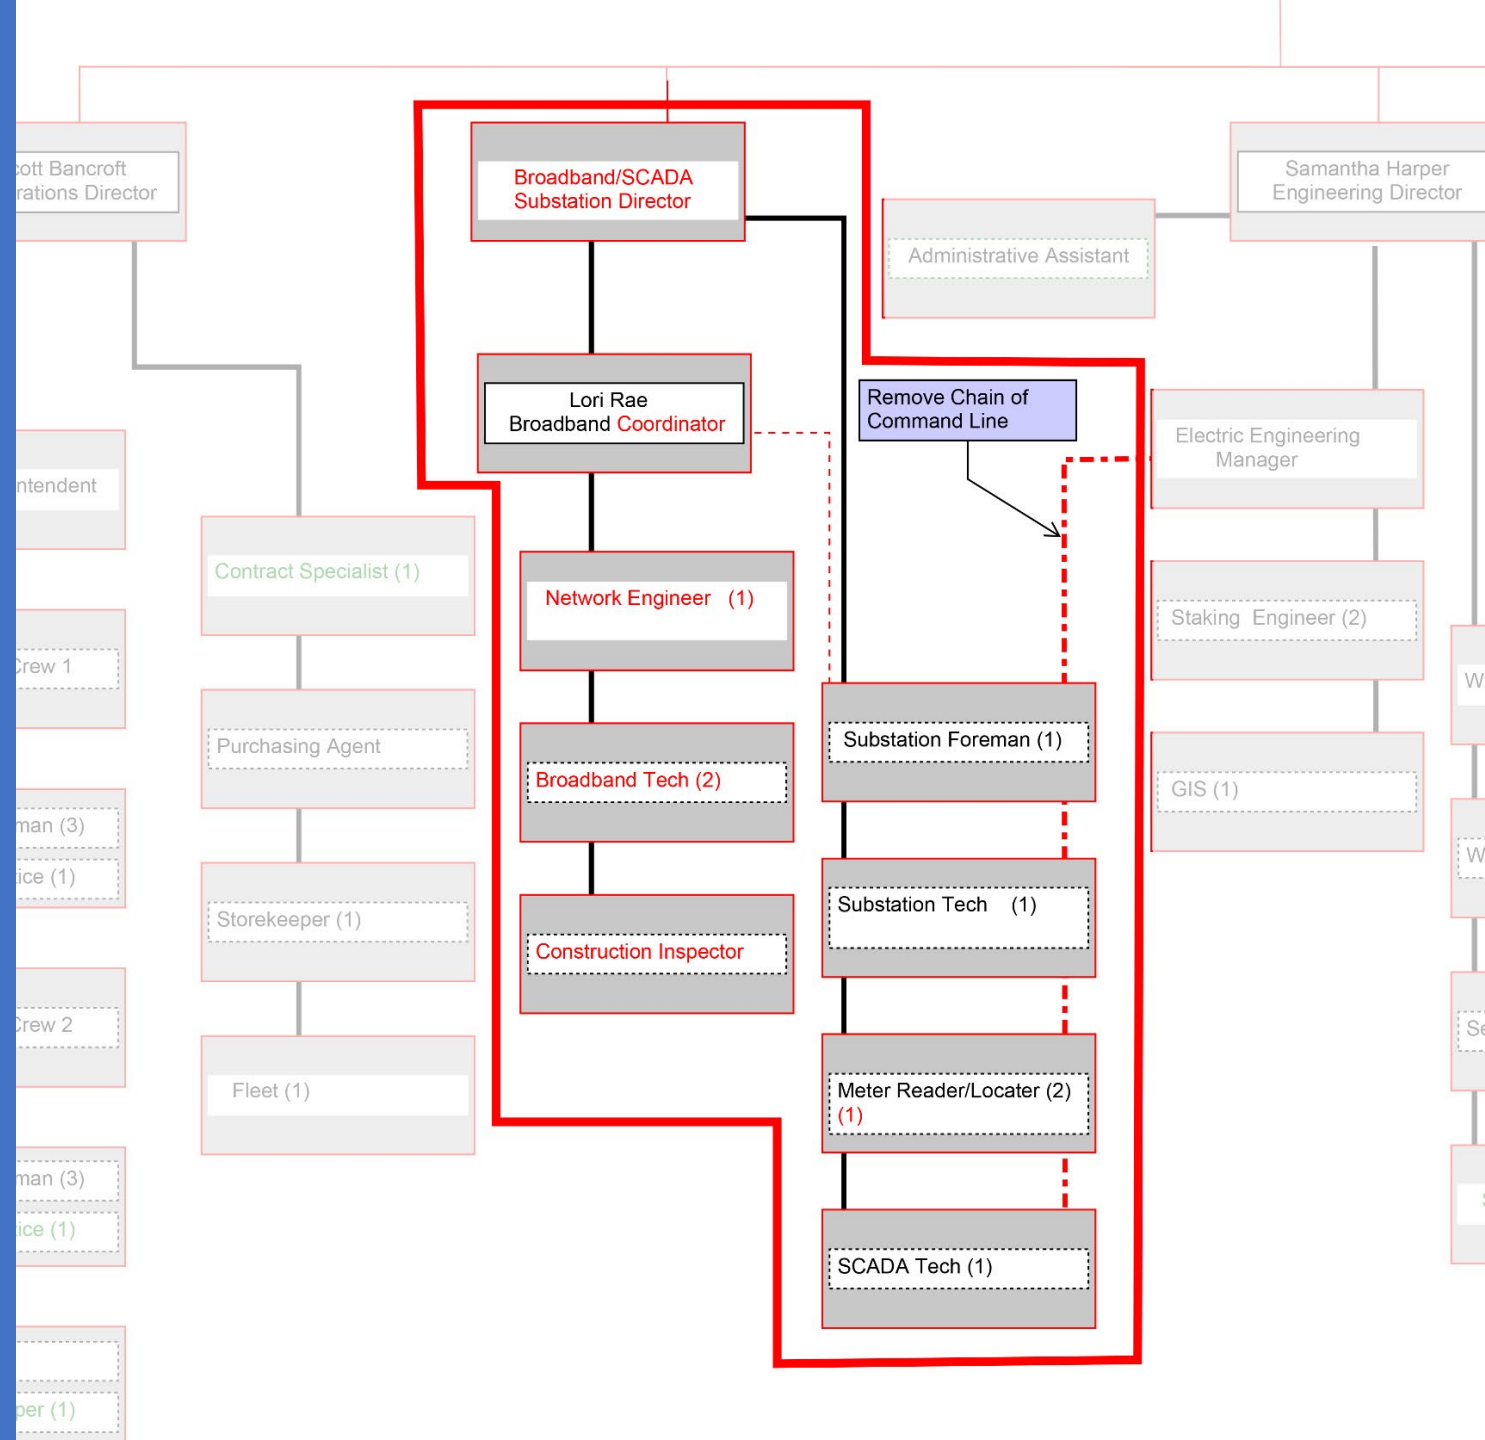 cott Bancroft
rations Director
Broadband/SCADA
Substation Director
Samantha Harper
Engineering Director
Administrative Assistant
Lori Rae
Broadband Coordinator
Remove Chain of
Command Line
Electric Engineering
Manager
ntendent
Contract Specialist (1)
Network Engineer (1)
Staking Engineer (2)
Crew 1
W
Purchasing Agent
Broadband Tech (2)
Substation Foreman (1)
GIS (1)
man (3)
ice (1)
W
Storekeeper (1)
Construction Inspector
Substation Tech (1)
Crew 2
Se
Fleet (1)
Meter Reader/Locater (2)
(1)
man (3)
tice (1)
SCADA Tech (1)
per (1)